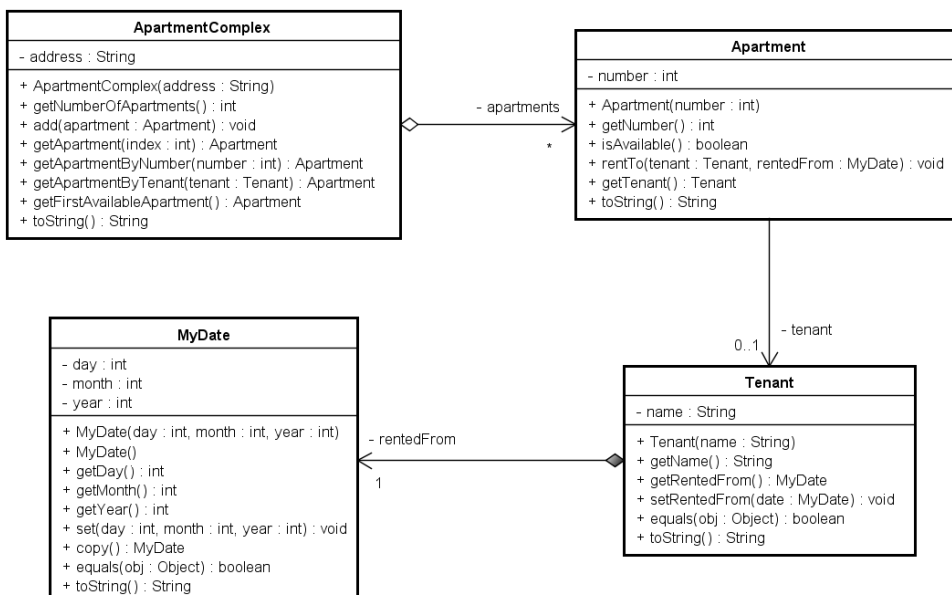 ApartmentComplex
- address : String
+ ApartmentComplex(address : String)
+ getNumberOfApartments() : int
+ add(apartment : Apartment) : void
+ getApartment(index : int) : Apartment
+ getApartmentByNumber(number : int) : Apartment
+ getApartmentByTenant(tenant : Tenant) : Apartment
+ getFirstAvailableApartment() : Apartment
+ toString() : String
- apartments
*
Apartment
- number : int
+ Apartment(number : int)
+ getNumber() : int
+ isAvailable() : boolean
+ rentTo(tenant : Tenant, rentedFrom : MyDate) : void
+ getTenant() : Tenant
+ toString() : String
- tenant
0..1
MyDate
- day : int
- month : int
- year : int
+ MyDate(day : int, month : int, year : int)
+ MyDate()
+ getDay() : int
+ getMonth() : int
+ getYear() : int
+ set(day : int, month : int, year : int) : void
+ copy() : MyDate
+ equals(obj : Object) : boolean
+ toString() : String
- rentedFrom
1
Tenant
- name : String
+ Tenant(name : String)
+ getName() : String
+ getRentedFrom() : MyDate
+ setRentedFrom(date : MyDate) : void
+ equals(obj : Object) : boolean
+ toString() : String